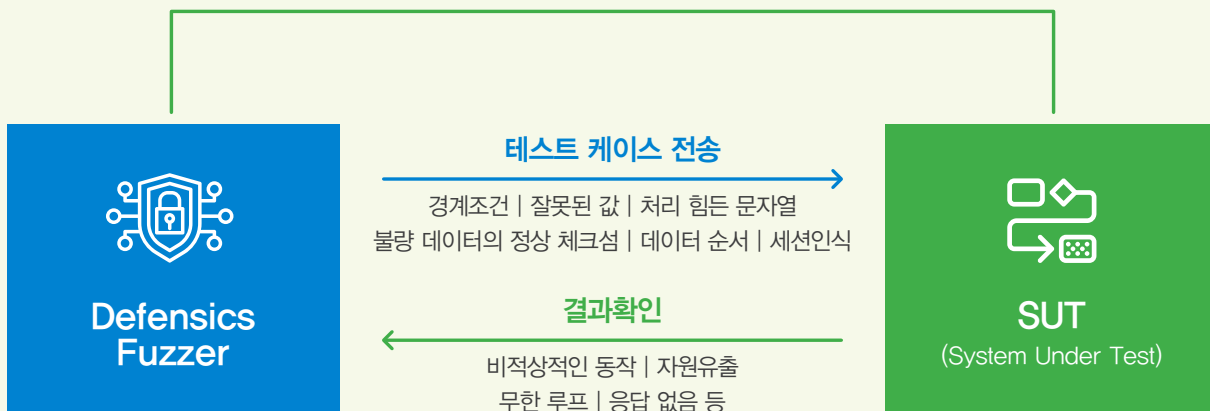 테스트 케이스 전송
경계조건 | 잘못된 값 | 처리 힘든 문자열
불량 데이터의 정상 체크섬 | 데이터 순서 | 세션인식
Defensics
Fuzzer
결과확인
비적상적인 동작 | 자원유출
무한 루프 | 응답 없음 등
SUT
(System Under Test)